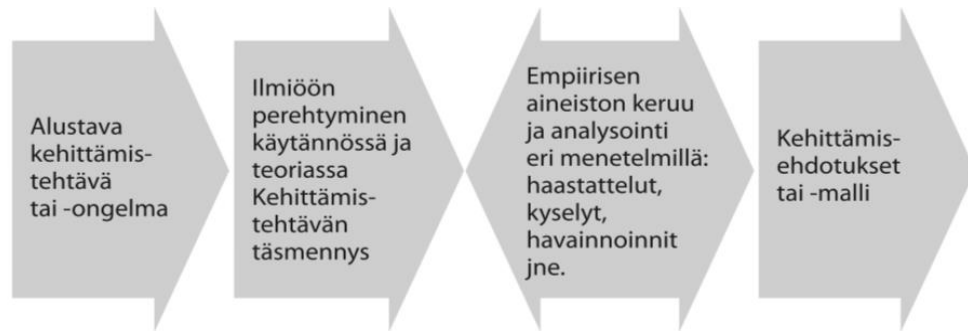 Alustava
kehittämis-
tehtävä
tai -ongelma
Ilmiöön
perehtyminen
käytännössä ja
teoriassa
Kehittämis-
tehtävän
täsmennys
Empiirisen
aineiston keruu
ja analysointi
eri menetelmillä:
haastattelut,
kyselyt,
havainnoinnit
jne.
Kehittämis-
ehdotukset
tai -malli